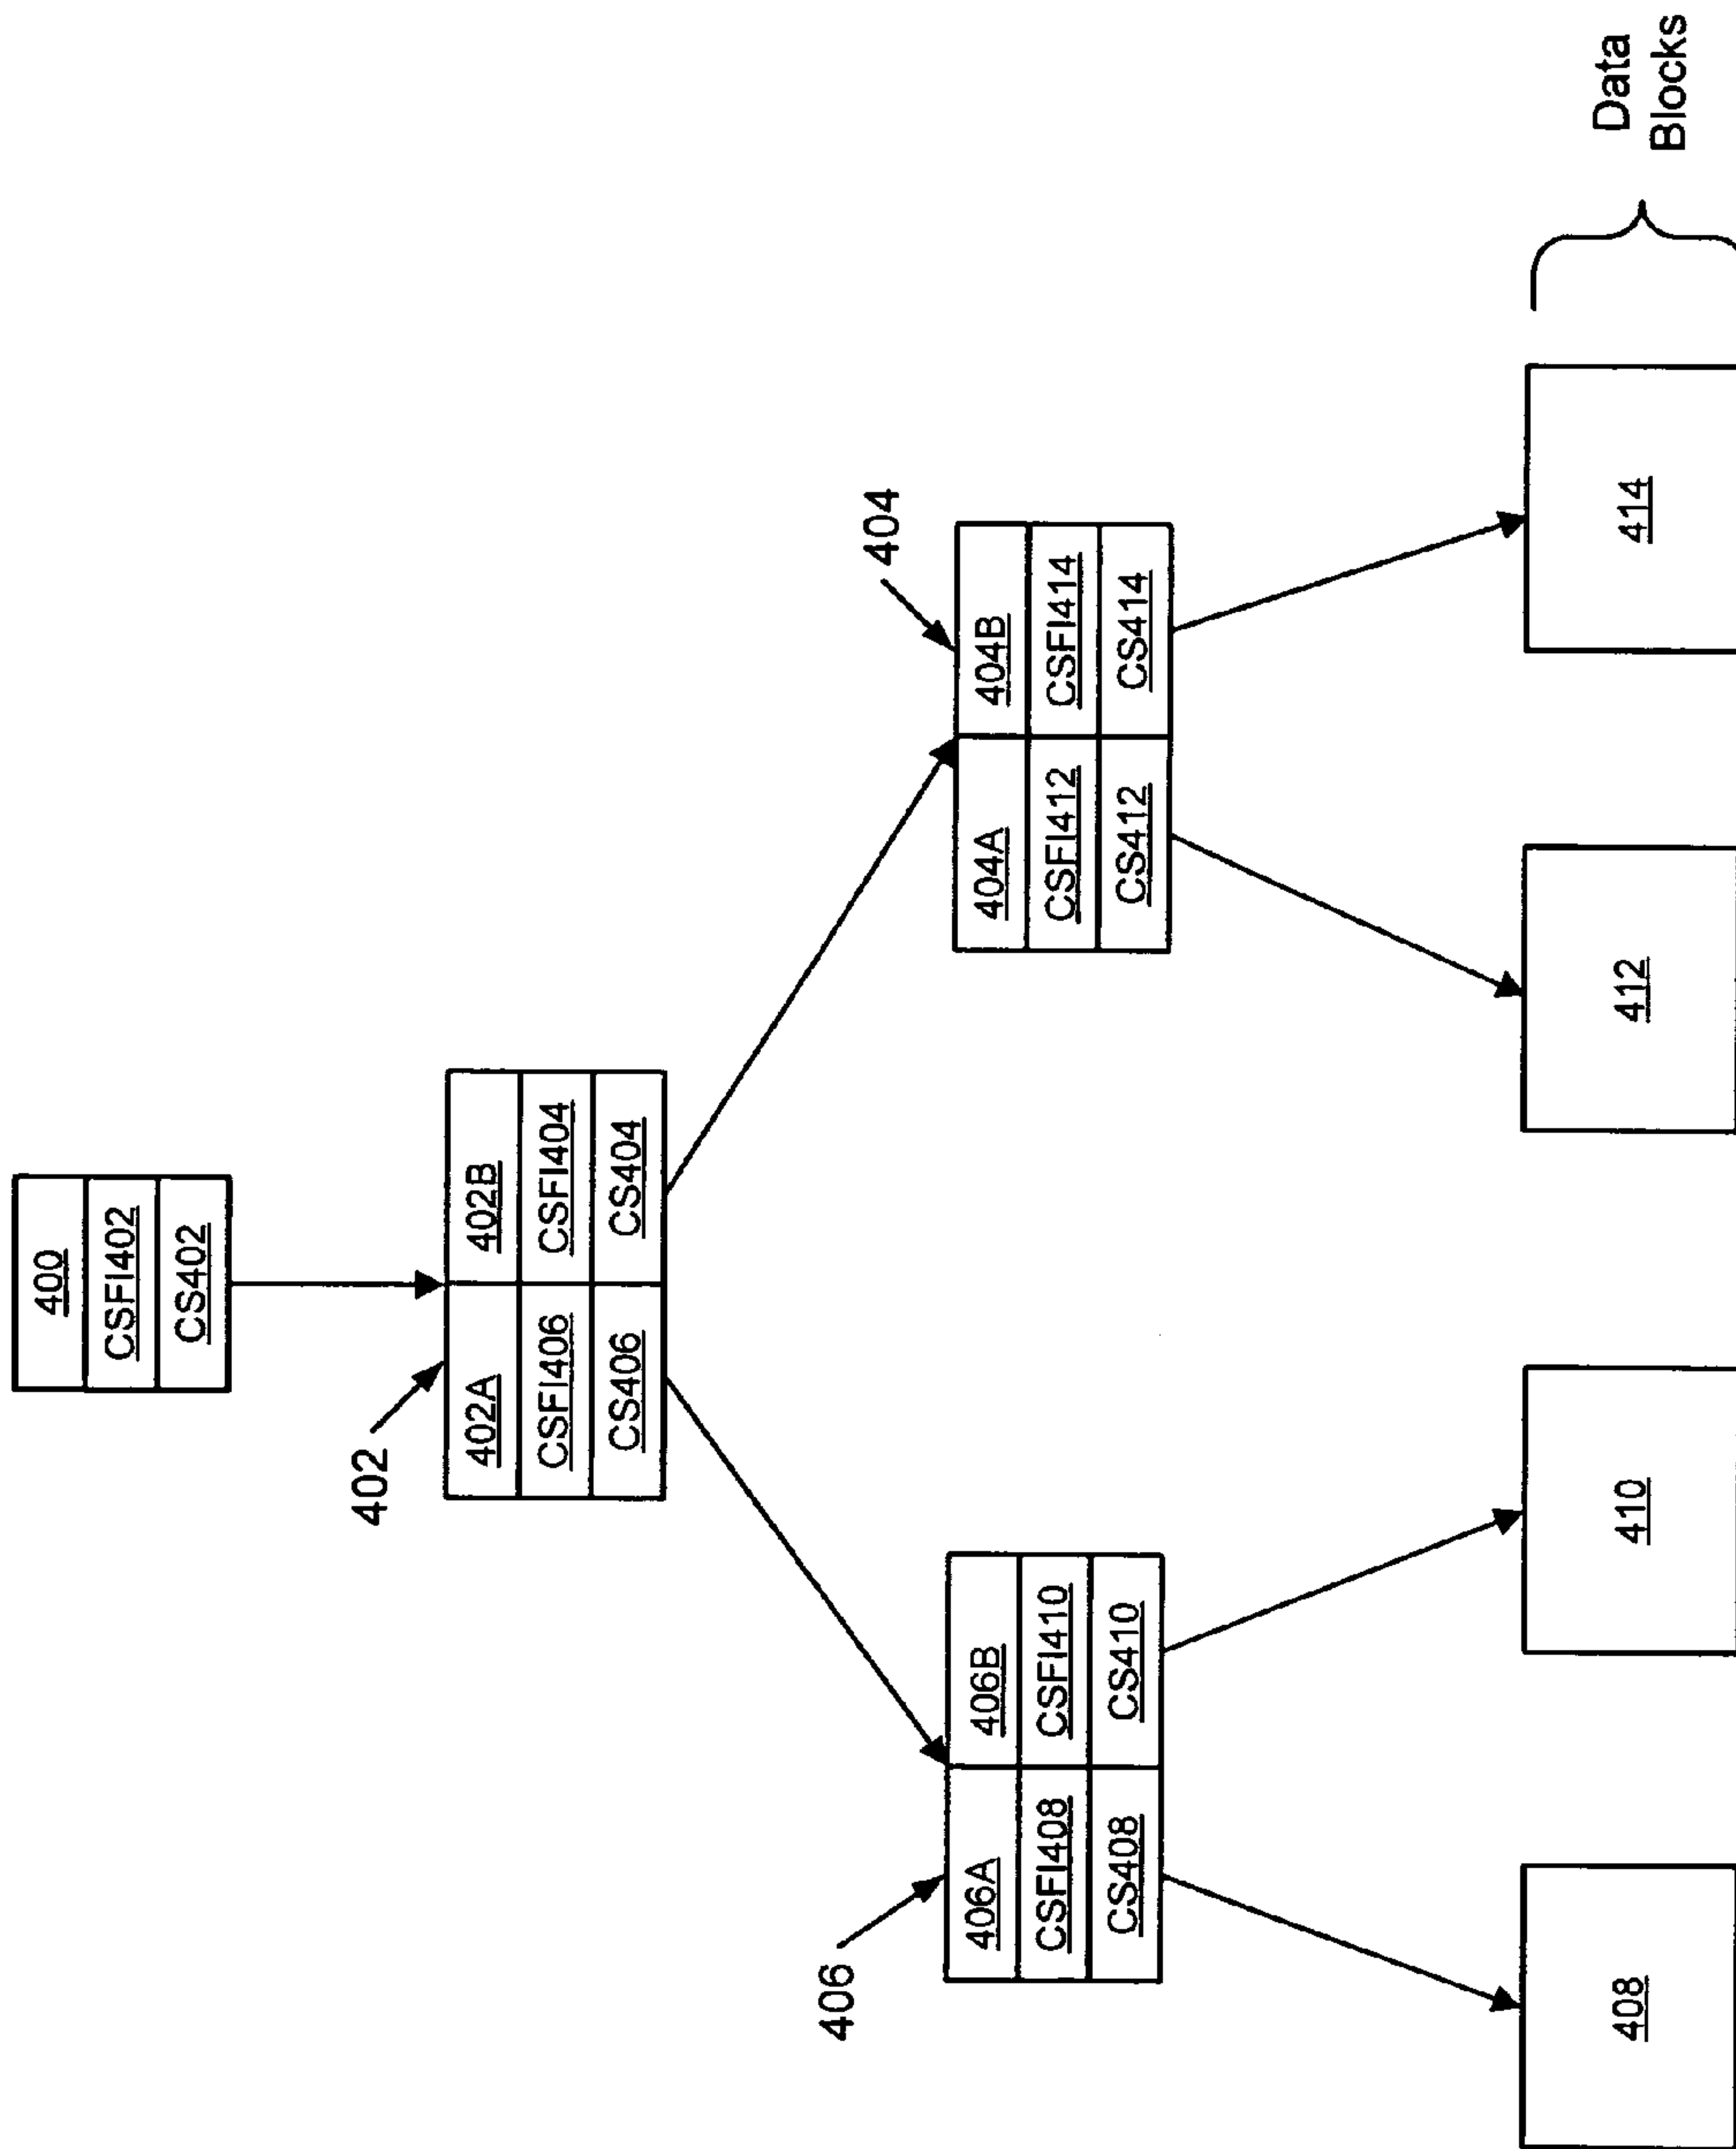 400
CSFI402
CS402
402
402A
402B
CSFI406
CSFI404
CS406
CS404
406
404
406A
406B
CSFI408
CSFI410
CS408
CS410
404A
404B
CSFI412
CSFI414
CS412
CS414
408
410
412
414
Data
Blocks